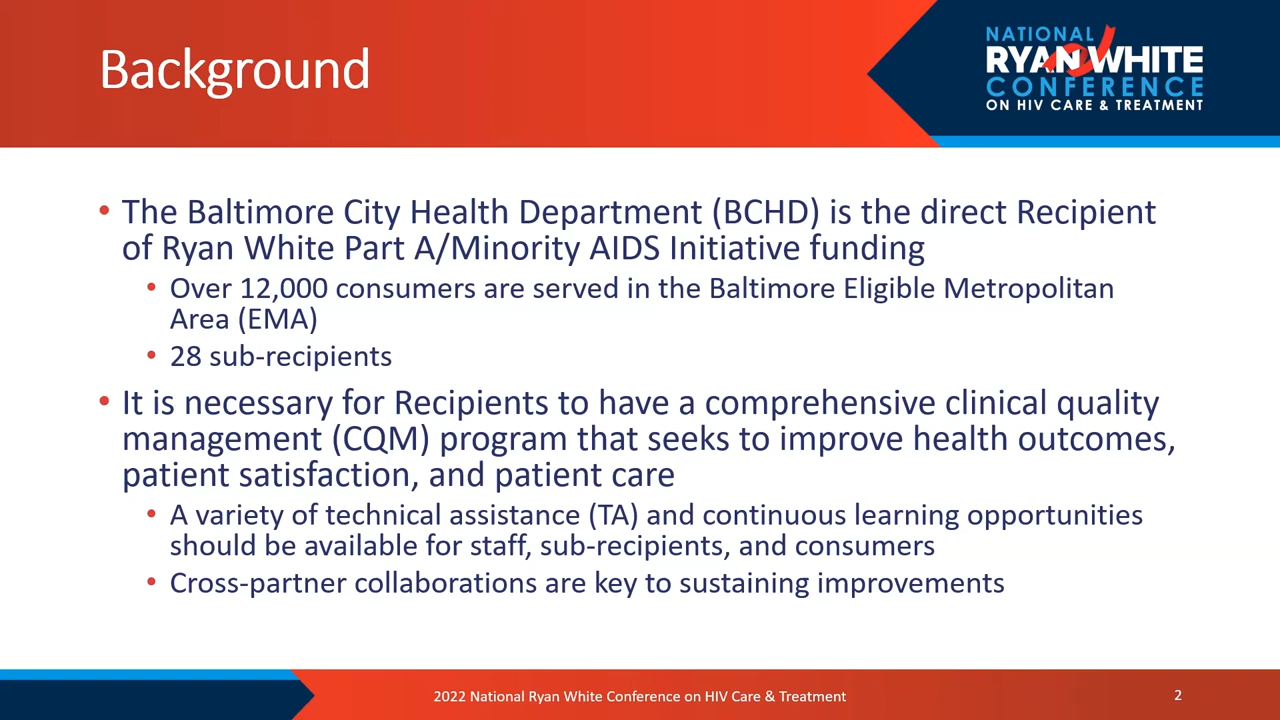 Background
NATIONAL
RYAN WHITE
CONFERENCE
ON HIV CARE & TREATMENT
• The Baltimore City Health Department (BCHD) is the direct Recipient
of Ryan White Part A/Minority AIDS Initiative funding
• Over 12,000 consumers are served in the Baltimore Eligible Metropolitan
Area (EMA)
• 28 sub-recipients
• It is necessary for Recipients to have a comprehensive clinical quality
management (CQM) program that seeks to improve health outcomes,
patient satisfaction, and patient care
• A variety of technical assistance (TA) and continuous learning opportunities
should be available for staff, sub-recipients, and consumers
• Cross-partner collaborations are key to sustaining improvements
2022 National Ryan White Conference on HIV Care & Treatment
2